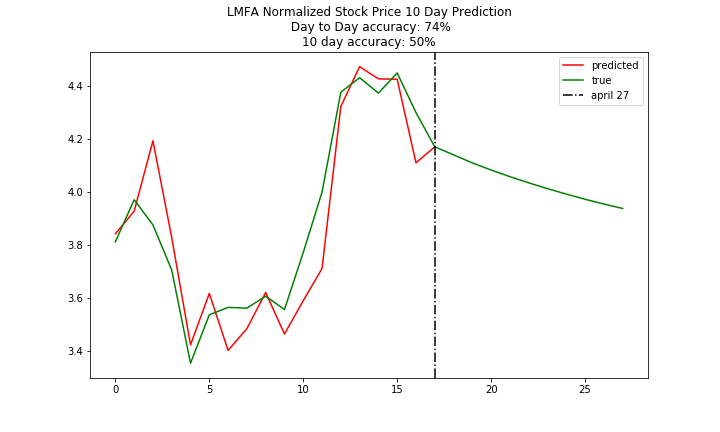 LMFA Normalized Stock Price 10 Day Prediction
Day to Day accuracy: 74%
10 day accuracy: 50%
predicted
true
april 27
4.4
4.2
4.0
3.8
3.6
3.4
0 5 10 15 20 25